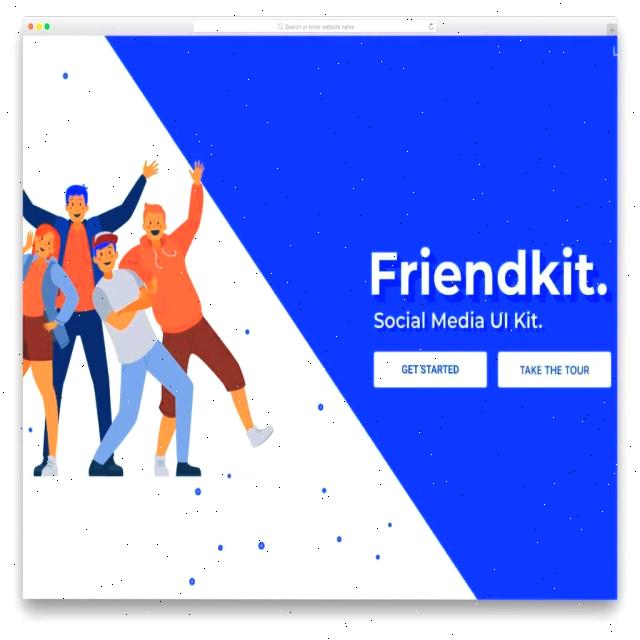 Search or enter website name
Friendkit.
Social Media UI Kit.
GET STARTED
TAKE THE TOUR